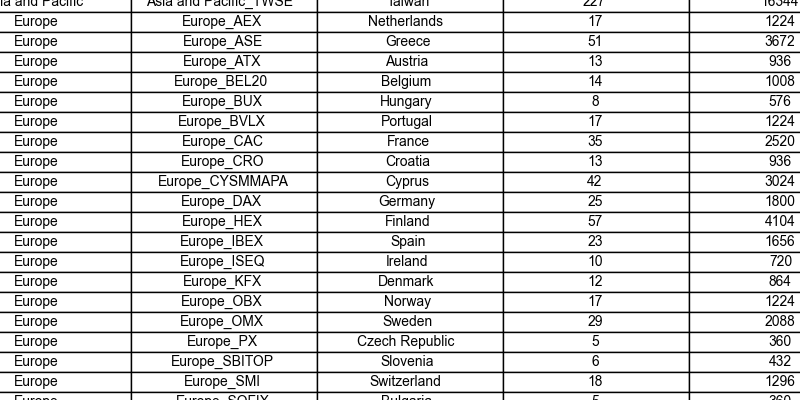 ia and Pacific Asia and Pacific_TWSE Taiwan 227 16344
Europe Europe_AEX Netherlands 17 1224
Europe Europe_ASE Greece 51 3672
Europe Europe_ATX Austria 13 936
Europe Europe_BEL20 Belgium 14 1008
Europe Europe_BUX Hungary 8 576
Europe Europe_BVLX Portugal 17 1224
Europe Europe_CAC France 35 2520
Europe Europe_CRO Croatia 13 936
Europe Europe_CYSMMAPA Cyprus 42 3024
Europe Europe_DAX Germany 25 1800
Europe Europe_HEX Finland 57 4104
Europe Europe_IBEX Spain 23 1656
Europe Europe_ISEQ Ireland 10 720
Europe Europe_KFX Denmark 12 864
Europe Europe_OBX Norway 17 1224
Europe Europe_OMX Sweden 29 2088
Europe Europe_PX Czech Republic 5 360
Europe Europe_SBITOP Slovenia 6 432
Europe Europe_SMI Switzerland 18 1296
Europe Europe_SOFIX Bulgaria 5 360